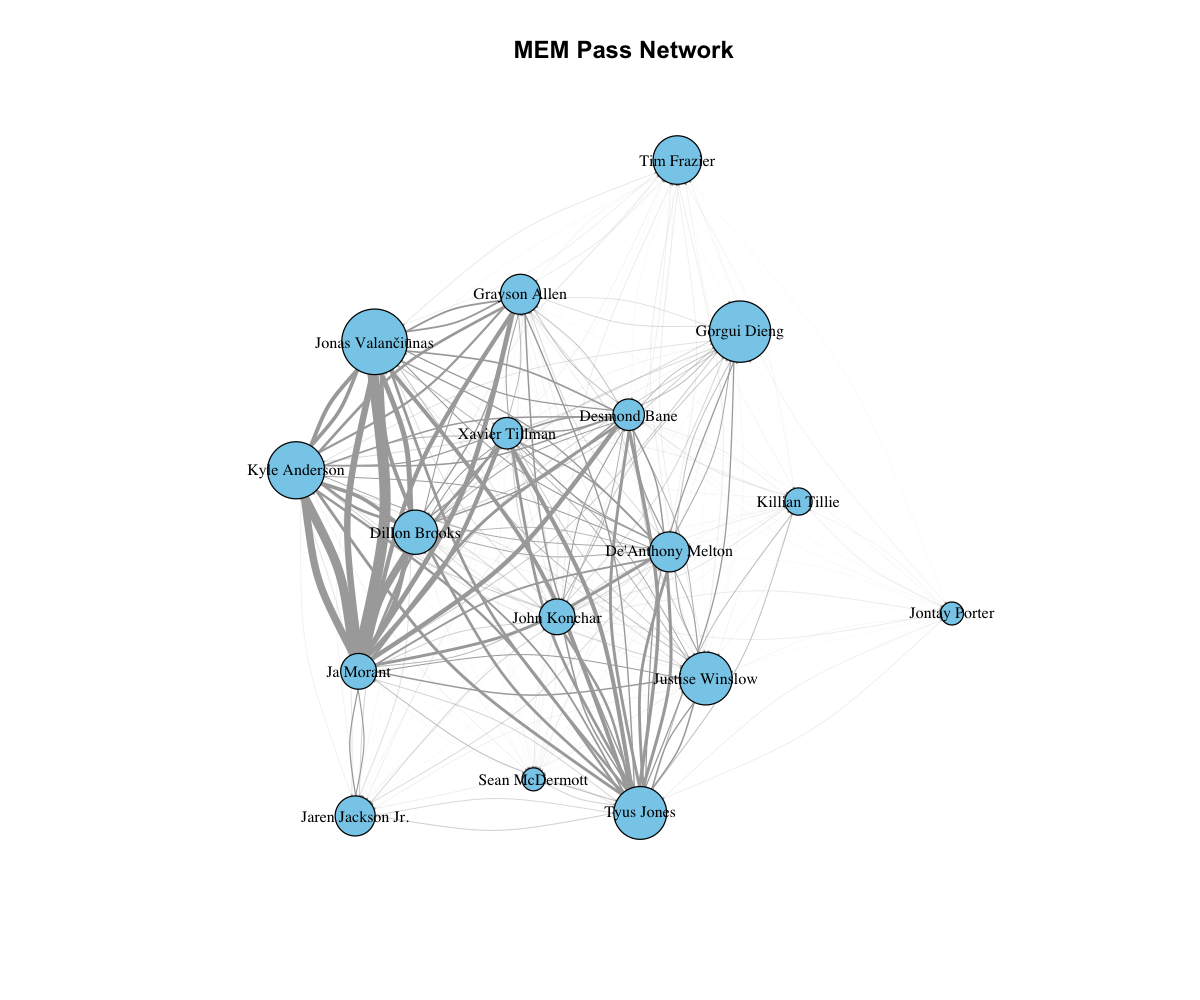 MEM Pass Network
Tim Frazier
Grayson Allen
Gorgui Dieng
Jonas Valančiūnas
Desmond Bane
Xavier Tillman
Kyle Anderson
Killian Tillie
Dillon Brooks
De'Anthony Melton
Jontay Porter
John Konchar
Ja Morant
Justise Winslow
Sean McDermott
Tyus Jones
Jaren Jackson Jr.